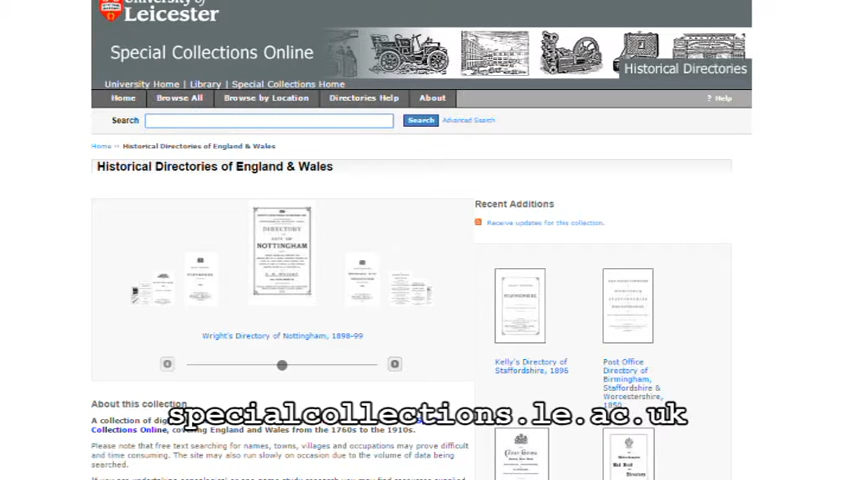 University of
Leicester
Special Collections Online
Historical Directories
University Home | Library | Special Collections Home
Home Browse All Browse by Location Directories Help About ? Help
Search Search Advanced Search
Home >> Historical Directories of England & Wales
Historical Directories of England & Wales
Recent Additions
Receive updates for this collection.
DIRECTORY
NOTTINGHAM
Wright's Directory of Nottingham, 1898-99
Kelly's Directory of
Staffordshire, 1896
Post Office
Directory of
Birmingham,
Staffordshire &
Worcestershire,
1850
About this collection
specialcollections.le.ac.uk
A collection of
Collections Online, covering England and Wales from the 1760s to the 1910s.
Please note that free text searching for names, towns, villages and occupations may prove difficult
and time consuming. The site may also run slowly on occasion due to the volume of data being
searched.